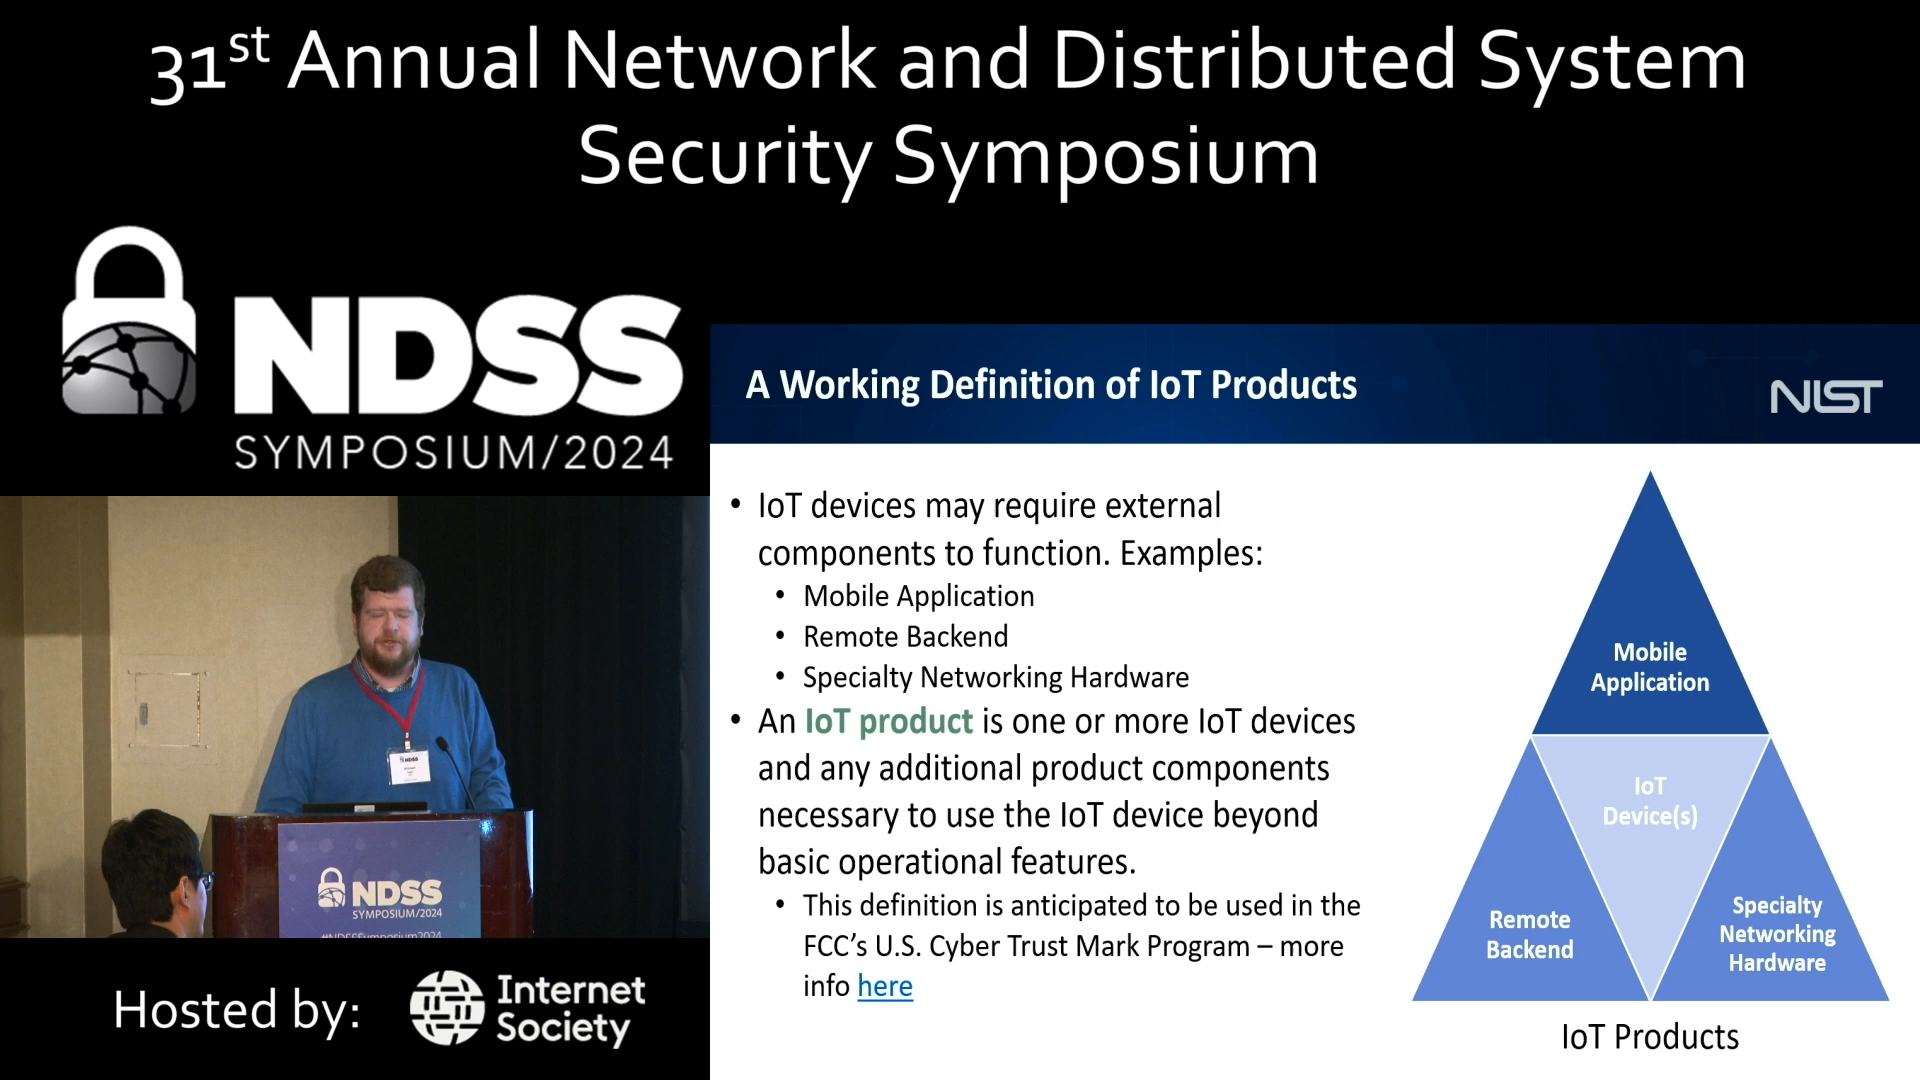 31st Annual Network and Distributed System
Security Symposium
NDSS
SYMPOSIUM/2024
A Working Definition of IoT Products
NIST
• IoT devices may require external
components to function. Examples:
• Mobile Application
• Remote Backend
• Specialty Networking Hardware
• An IoT product is one or more IoT devices
and any additional product components
necessary to use the IoT device beyond
basic operational features.
• This definition is anticipated to be used in the
FCC’s U.S. Cyber Trust Mark Program – more
info here
Mobile
Application
IoT
Device(s)
Remote
Backend
Specialty
Networking
Hardware
IoT Products
NDSS
NDSS
SYMPOSIUM/2024
#NDSSSymposium2024
Hosted by:
Internet
Society